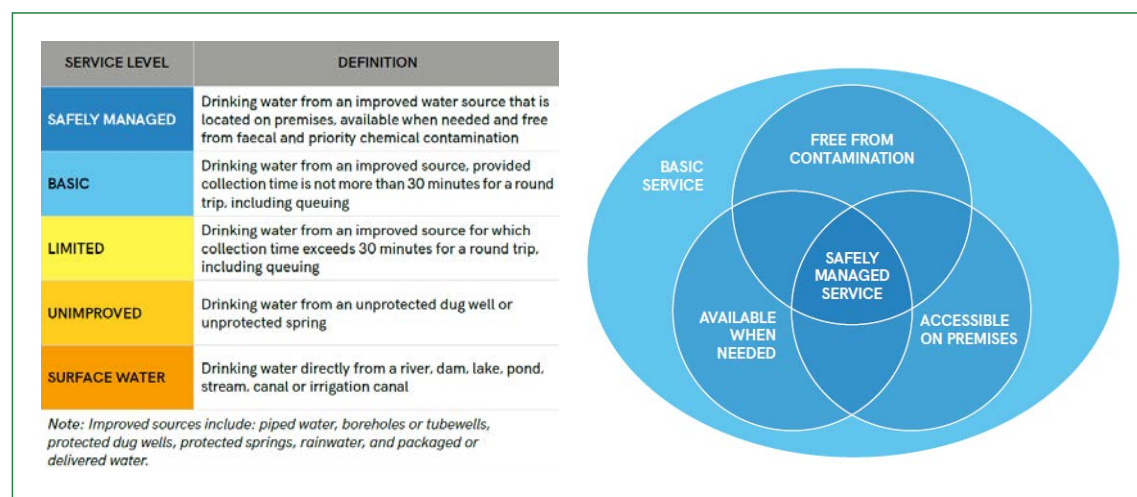 SERVICE LEVEL
DEFINITION
SAFELY MANAGED
Drinking water from an improved water source that is
located on premises, available when needed and free
from faecal and priority chemical contamination
BASIC
Drinking water from an improved source, provided
collection time is not more than 30 minutes for a round
trip, including queuing
LIMITED
Drinking water from an improved source for which
collection time exceeds 30 minutes for a round trip,
including queuing
UNIMPROVED
Drinking water from an unprotected dug well or
unprotected spring
SURFACE WATER
Drinking water directly from a river, dam, lake, pond,
stream, canal or irrigation canal
Note: Improved sources include: piped water, boreholes or tubewells,
protected dug wells, protected springs, rainwater, and packaged or
delivered water.
BASIC
SERVICE
FREE FROM
CONTAMINATION
SAFELY
MANAGED
SERVICE
AVAILABLE
WHEN
NEEDED
ACCESSIBLE
ON PREMISES